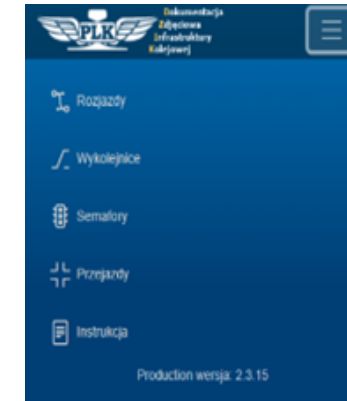 PLK
Dokumentacja
Zdjęciowa
Infrastruktury
Kolejowej
Rozjazdy
Wykolejnice
Semafory
Przejazdy
Instrukcja
Production wersja: 2.3.15